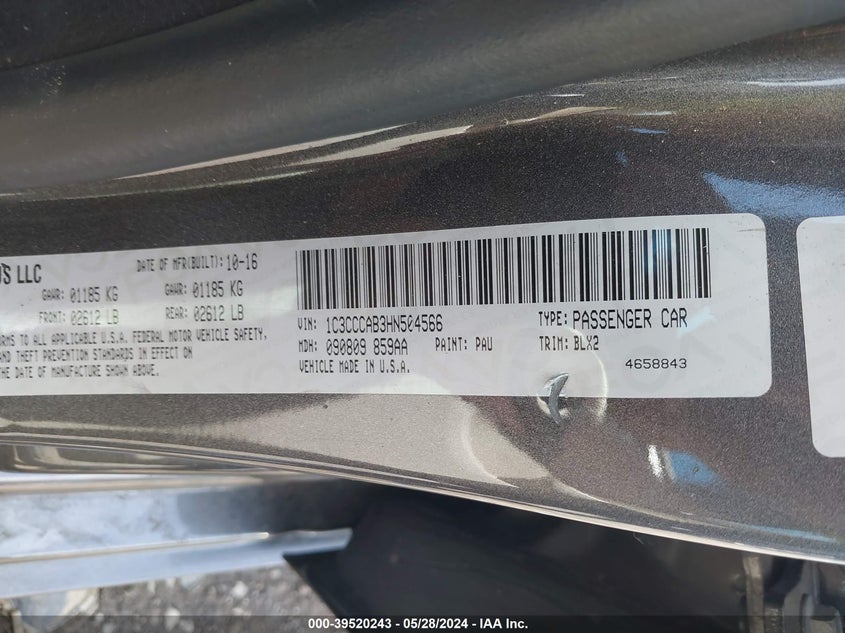 US LLC
DATE OF MFR(BUILT): 10-16
GAWR: 01185 KG GAWR: 01185 KG
FRONT: 02612 LB REAR: 02612 LB
ORMS TO ALL APPLICABLE U.S.A. FEDERAL MOTOR VEHICLE SAFETY,
AND THEFT PREVENTION STANDARDS IN EFFECT ON
THE DATE OF MANUFACTURE SHOWN ABOVE.
VIN: 1C3CCCAB3HN504566 TYPE: PASSENGER CAR
MDH: 090809 859AA PAINT: PAU TRIM: BLX2
VEHICLE MADE IN U.S.A. 4658843
000-39520243 - 05/28/2024 - IAA Inc.